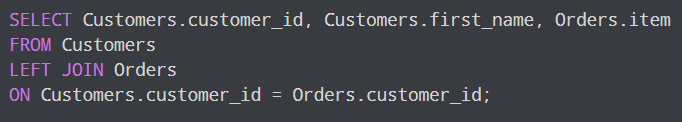 SELECT Customers.customer_id, Customers.first_name, Orders.item
FROM Customers
LEFT JOIN Orders
ON Customers.customer_id = Orders.customer_id;